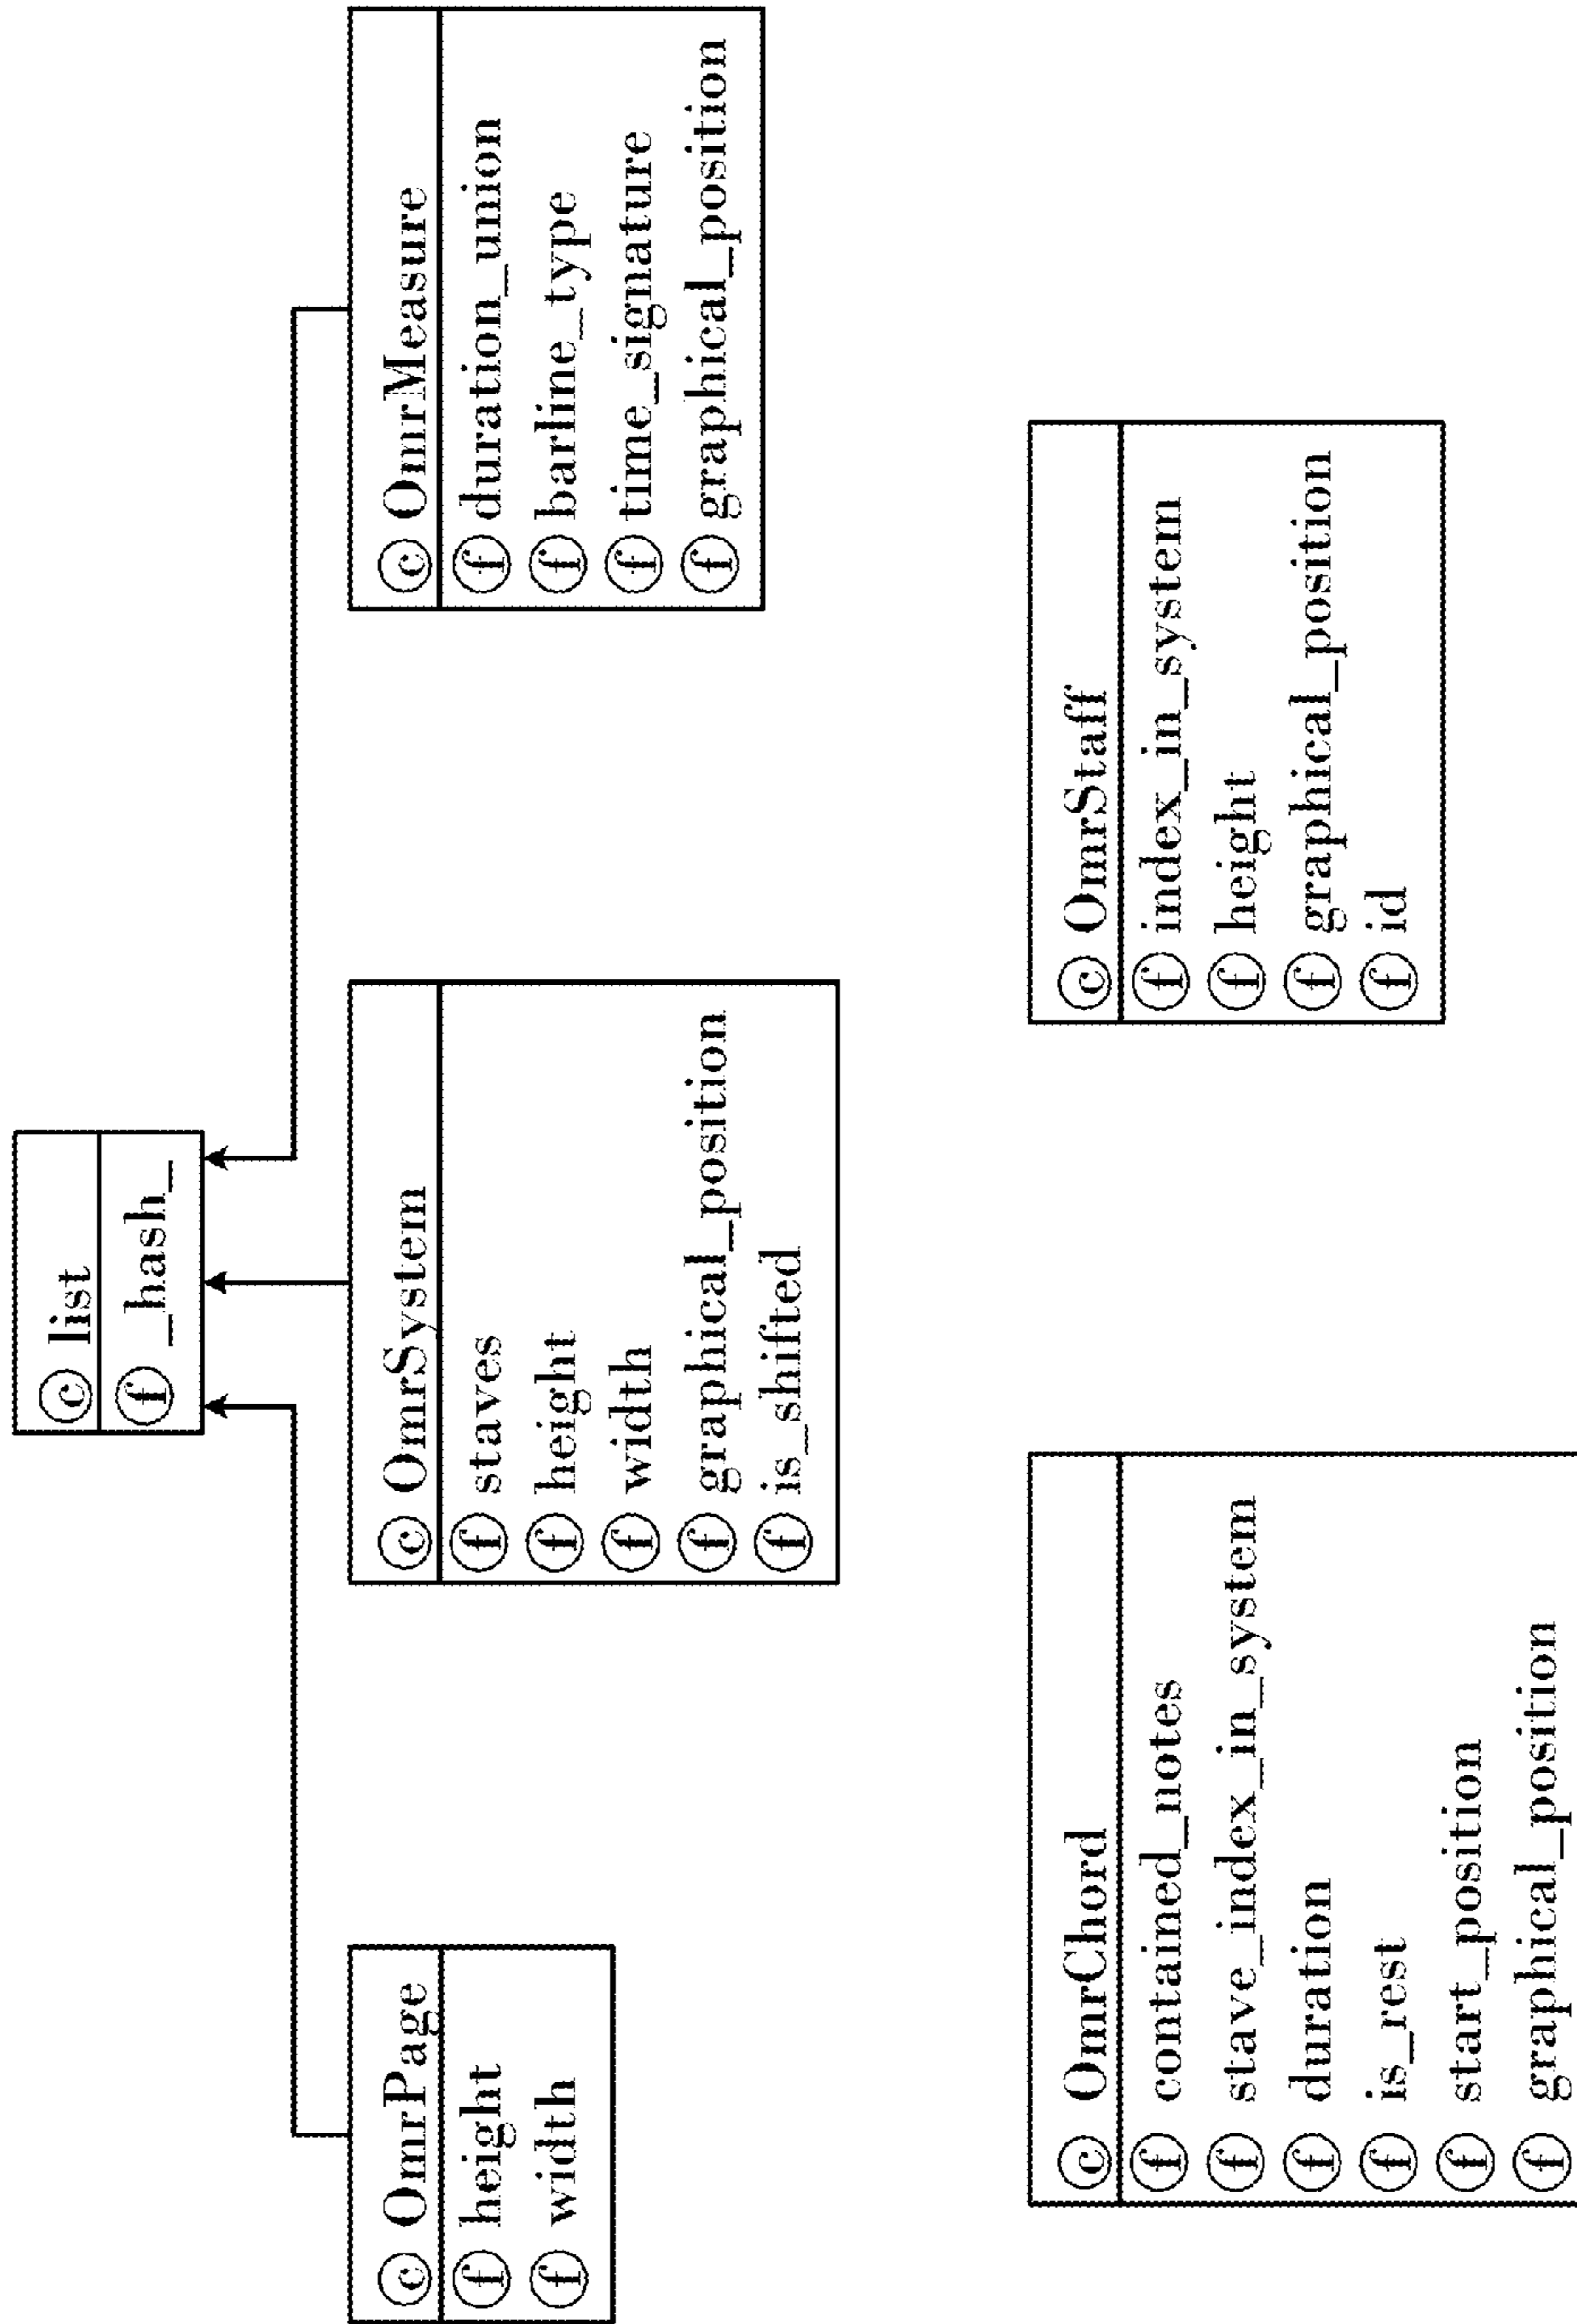 c list
f _hash_
c OmrPage
f height
f width
c OmrSystem
f staves
f height
f width
f graphical_position
f is_shifted
c OmrMeasure
f duration_union
f barline_type
f time_signature
f graphical_position
c OmrChord
f contained_notes
f stave_index_in_system
f duration
f is_rest
f start_position
f graphical_position
c OmrStaff
f index_in_system
f height
f graphical_position
f id